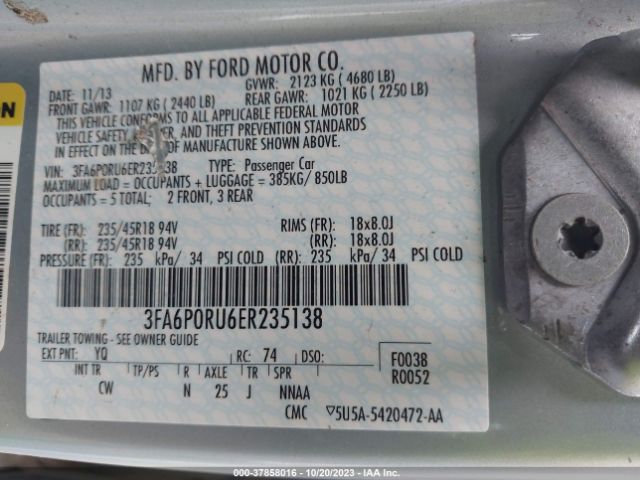 MFD. BY FORD MOTOR CO.
DATE: 11/13 GVWR: 2123 KG ( 4680 LB)
FRONT GAWR: 1107 KG ( 2440 LB) REAR GAWR: 1021 KG ( 2250 LB)
THIS VEHICLE CONFORMS TO ALL APPLICABLE FEDERAL MOTOR
VEHICLE SAFETY, AND THEFT PREVENTION STANDARDS
IN EFFECT ON THE OF MANUFACTURE SHOWN ABOVE.
VIN: TYPE: Passenger Car
MAXIMUM LOAD = OCCUPANTS + LUGGAGE = 385KG/ 850LB
OCCUPANTS = 5 TOTAL; 2 FRONT, 3 REAR
TIRE (FR): 235/45R18 94V RIMS (FR): 18x8.0J
(RR): 235/45R18 94V (RR): 18x8.0J
PRESSURE (FR): 235 kPa/ 34 PSI COLD (RR): 235 kPa/ 34 PSI COLD
3FA6P0RU6ER235138
TRAILER TOWING - SEE OWNER GUIDE
EXT PNT: YQ RC: 74 DSO: F0038
R0052
INT TR TP/PS R AXLE TR SPR
CW N 25 J NNAA
CMC ▽5U5A-5420472-AA
000-37858016 - 10/20/2023 - IAA Inc.